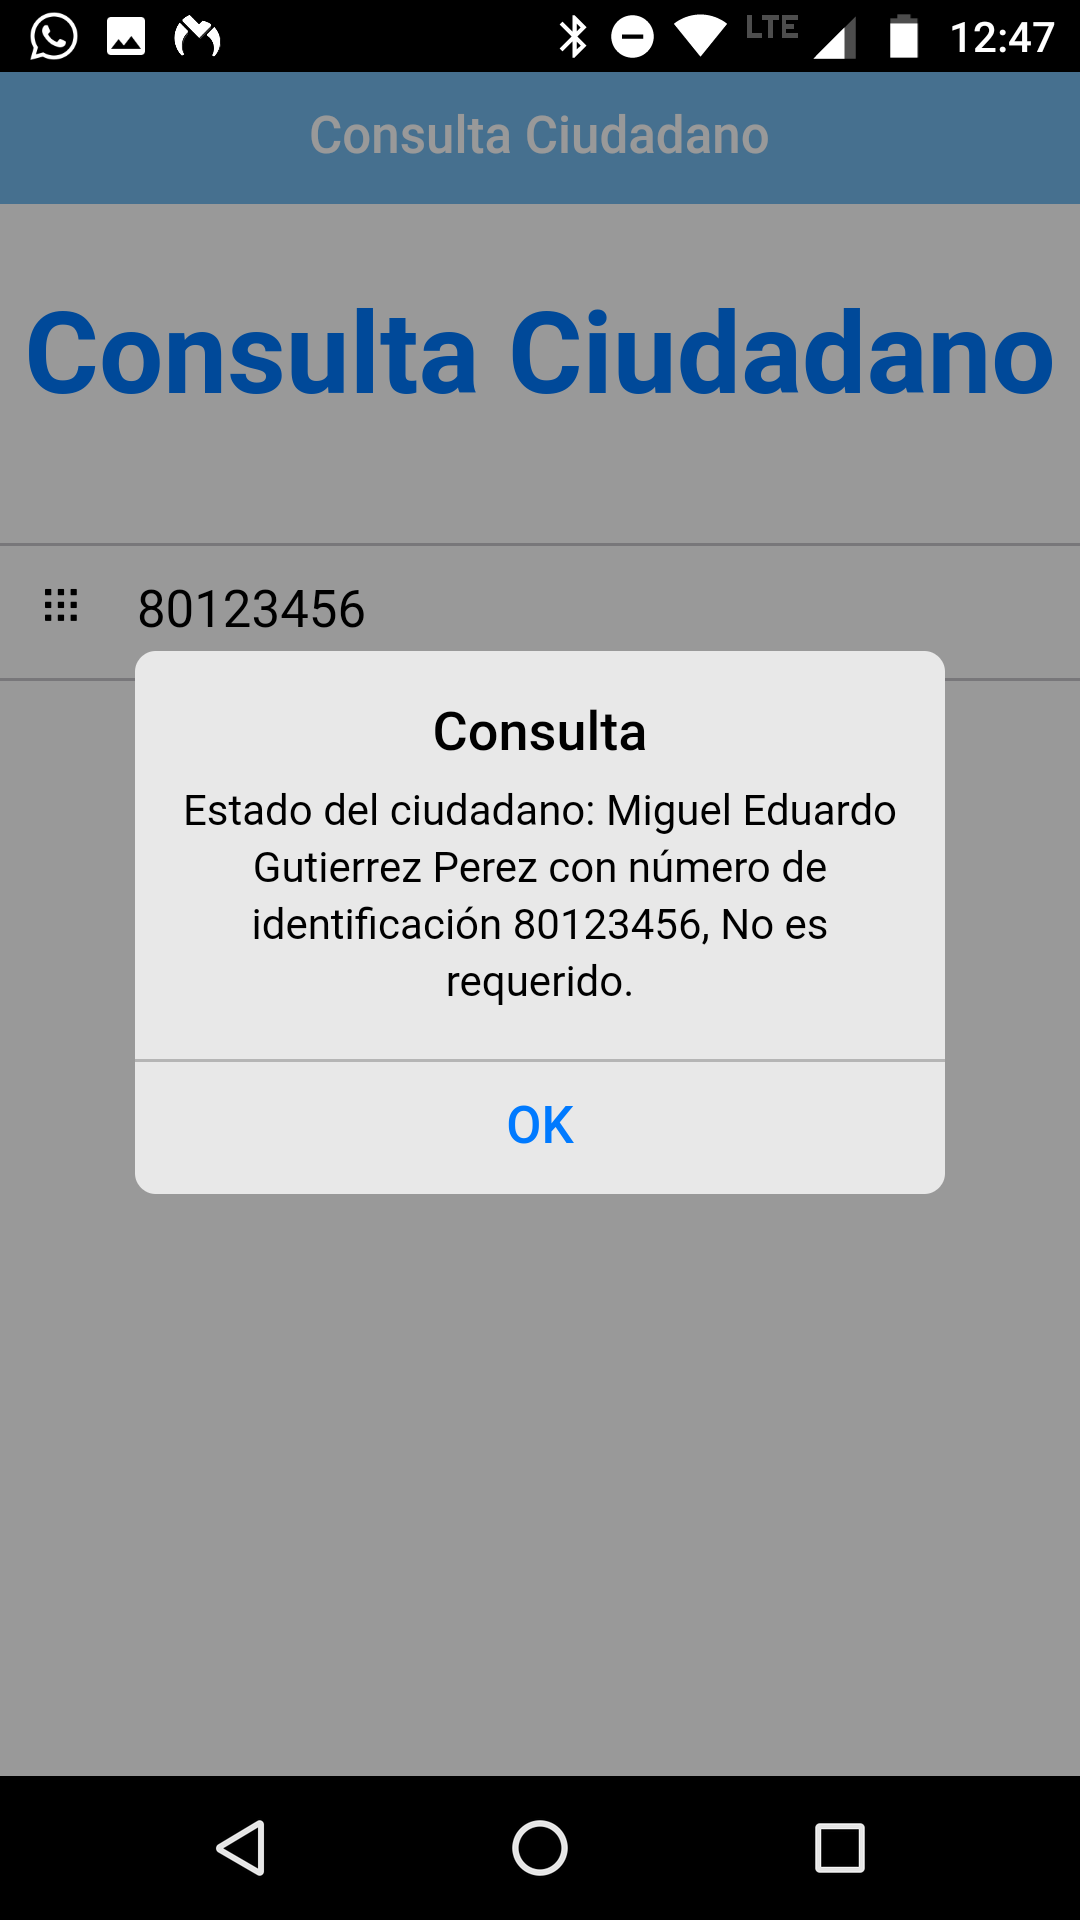 LTE 12:47
Consulta Ciudadano
Consulta Ciudadano
80123456
Consulta
Estado del ciudadano: Miguel Eduardo
Gutierrez Perez con número de
identificación 80123456, No es
requerido.
OK